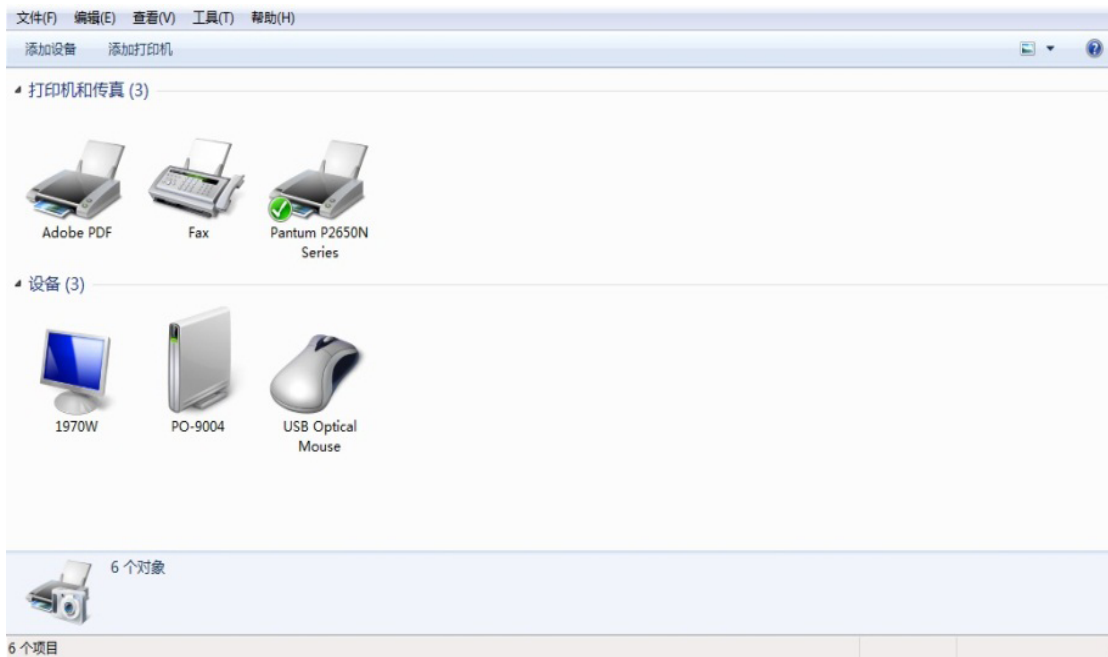 文件(F) 编辑(E) 查看(V) 工具(T) 帮助(H)
添加设备 添加打印机
打印机和传真 (3)
Adobe PDF Fax Pantum P2650N
Series
设备 (3)
1970W PO-9004 USB Optical
Mouse
6 个对象
6 个项目